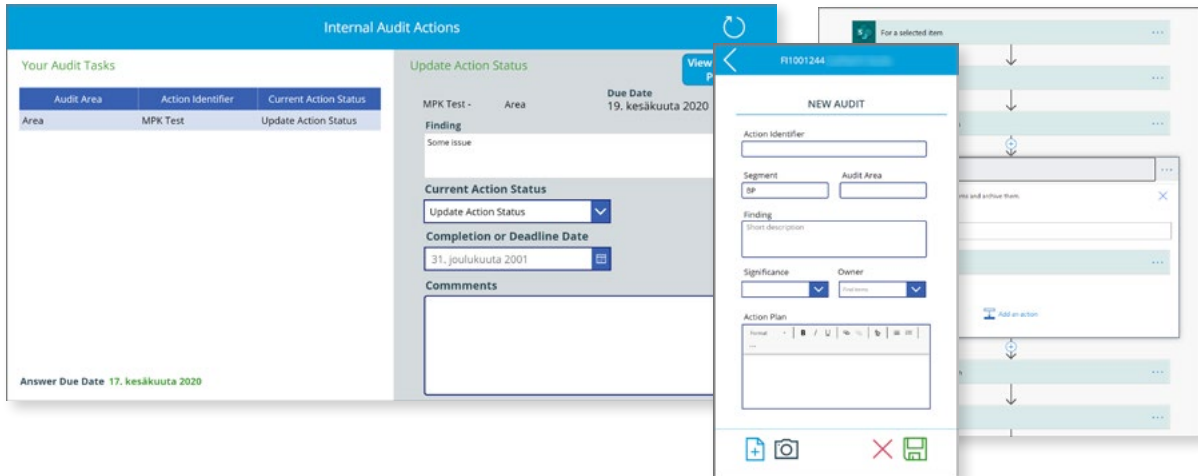 Internal Audit Actions
Your Audit Tasks
Audit Area Action Identifier Current Action Status
Area MPK Test Update Action Status
Answer Due Date 17. kesäkuuta 2020
Update Action Status
View
P
MPK Test - Area
Due Date
19. kesäkuuta 2020
Finding
Some issue
Current Action Status
Update Action Status
Completion or Deadline Date
31. joulukuuta 2001
Commments
FI1001244
NEW AUDIT
Action Identifier
Segment Audit Area
BP
Finding
Short description
Significance Owner
Find items
Action Plan
Format B I U
For a selected item
ms and archive them.
Add an action